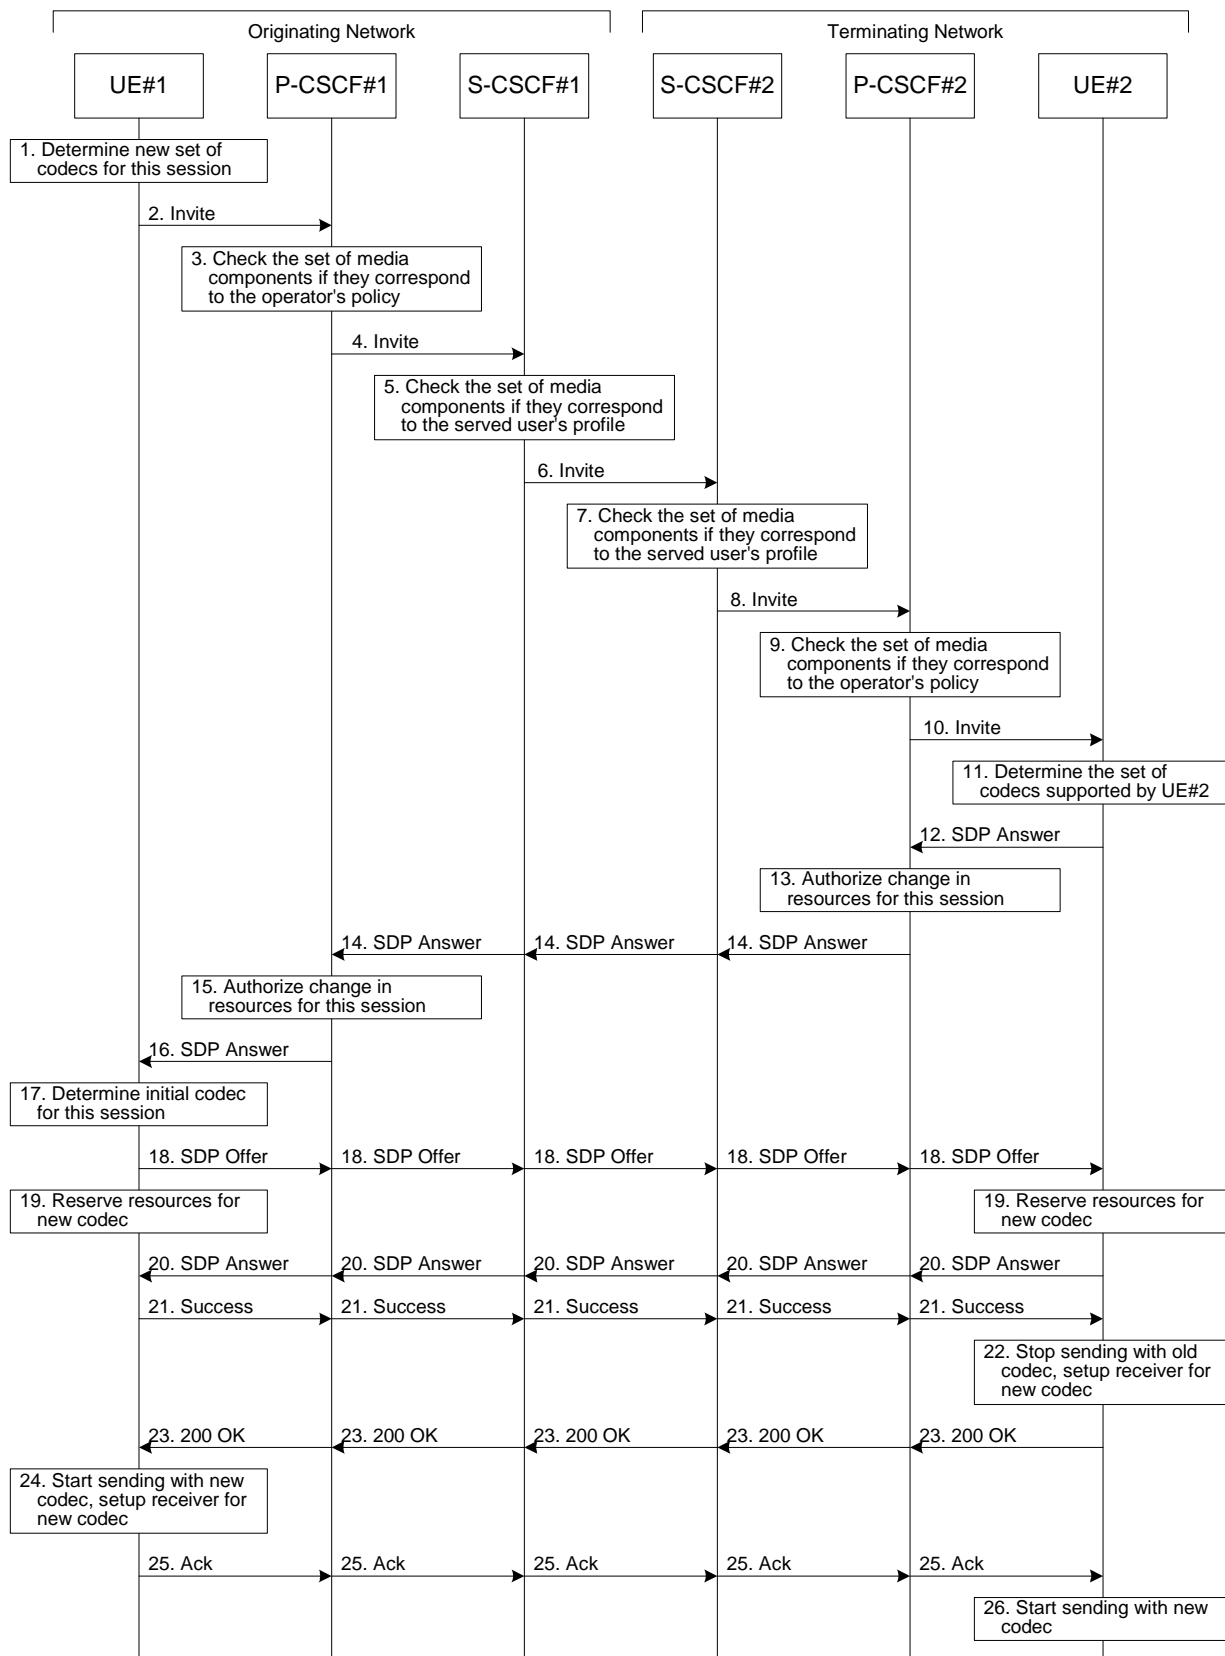 Originating Network
Terminating Network
UE#1
P-CSCF#1
S-CSCF#1
S-CSCF#2
P-CSCF#2
UE#2
1. Determine new set of
codecs for this session
2. Invite
3. Check the set of media
components if they correspond
to the operator's policy
4. Invite
5. Check the set of media
components if they correspond
to the served user's profile
6. Invite
7. Check the set of media
components if they correspond
to the served user's profile
8. Invite
9. Check the set of media
components if they correspond
to the operator's policy
10. Invite
11. Determine the set of
codecs supported by UE#2
12. SDP Answer
13. Authorize change in
resources for this session
14. SDP Answer
14. SDP Answer
14. SDP Answer
15. Authorize change in
resources for this session
16. SDP Answer
17. Determine initial codec
for this session
18. SDP Offer
18. SDP Offer
18. SDP Offer
18. SDP Offer
18. SDP Offer
19. Reserve resources for
new codec
19. Reserve resources for
new codec
20. SDP Answer
20. SDP Answer
20. SDP Answer
20. SDP Answer
20. SDP Answer
21. Success
21. Success
21. Success
21. Success
21. Success
22. Stop sending with old
codec, setup receiver for
new codec
23. 200 OK
23. 200 OK
23. 200 OK
23. 200 OK
23. 200 OK
24. Start sending with new
codec, setup receiver for
new codec
25. Ack
25. Ack
25. Ack
25. Ack
25. Ack
26. Start sending with new
codec